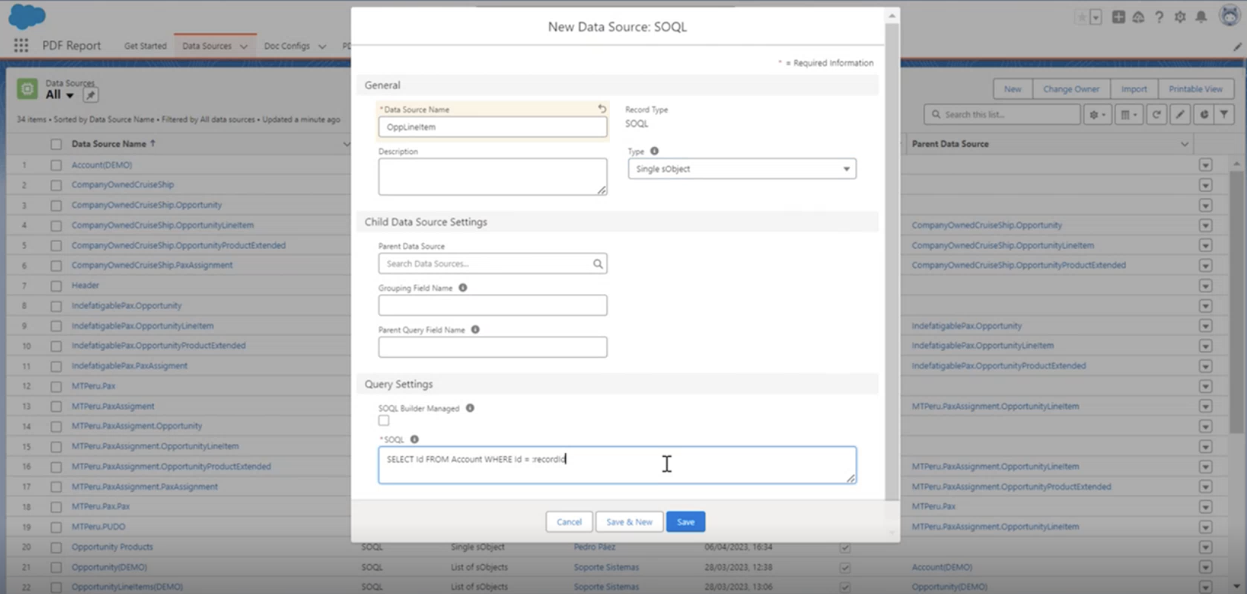 New Data Source: SOQL
* = Required Information
PDF Report
Get Started
Data Sources
Doc Configs
Data Sources
All
34 items • Sorted by Data Source Name • Filtered by All data sources • Updated a minute ago
New
Change Owner
Import
Printable View
Search this list...
Data Source Name ↑
Parent Data Source
1 Account(DEMO)
2 CompanyOwnedCruiseShip
3 CompanyOwnedCruiseShip.Opportunity
4 CompanyOwnedCruiseShip.OpportunityLineItem CompanyOwnedCruiseShip.Opportunity
5 CompanyOwnedCruiseShip.OpportunityProductExtended CompanyOwnedCruiseShip.OpportunityLineItem
6 CompanyOwnedCruiseShip.PaxAssignment CompanyOwnedCruiseShip.OpportunityProductExtended
7 Header
8 IndefatigablePax.Opportunity
9 IndefatigablePax.OpportunityLineItem IndefatigablePax.Opportunity
10 IndefatigablePax.OpportunityProductExtended IndefatigablePax.OpportunityLineItem
11 IndefatigablePax.PaxAssigment IndefatigablePax.OpportunityProductExtended
12 MTPeru.Pax
13 MTPeru.PaxAssigment MTPeru.PaxAssignment.OpportunityLineItem
14 MTPeru.PaxAssignment.Opportunity
15 MTPeru.PaxAssignment.OpportunityLineItem
16 MTPeru.PaxAssignment.OpportunityProductExtended MTPeru.PaxAssignment.OpportunityLineItem
17 MTPeru.PaxAssignment.PaxAssignment MTPeru.PaxAssignment.OpportunityProductExtended
18 MTPeru.Pax.Pax MTPeru.Pax
19 MTPeru.PUDO MTPeru.PaxAssignment.OpportunityLineItem
20 Opportunity Products SOQL Single sObject Pedro Páez 06/04/2023, 16:34
21 Opportunity(DEMO) SOQL List of sObjects Soporte Sistemas 28/03/2023, 12:38 Account(DEMO)
22 OpportunityLineItems(DEMO) SOQL List of sObjects Soporte Sistemas 28/03/2023, 13:06 Opportunity(DEMO)
General
* Data Source Name
OppLineItem
Record Type
SOQL
Description
Type
Single sObject
Child Data Source Settings
Parent Data Source
Search Data Sources...
Grouping Field Name
Parent Query Field Name
Query Settings
SOQL Builder Managed
* SOQL
SELECT Id FROM Account WHERE Id = :recordId
Cancel
Save & New
Save